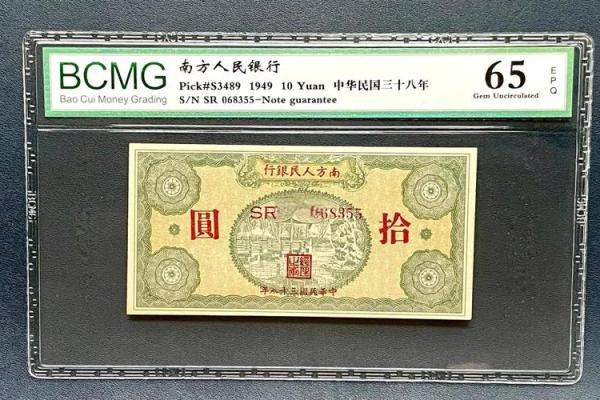 BCMG
Bao Cui Money Grading
南方人民银行
Pick#S3489 1949 10 Yuan 中华民国三十八年
S/N SR 068355-Note guarantee
65
Gem Uncirculated
EPQ
南方人民銀行
SR 068355
拾圓
中華民國三十八年